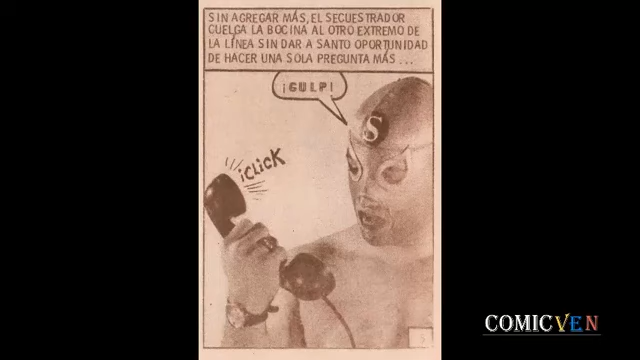 SIN AGREGAR MÁS, EL SECUESTRADOR
CUELGA LA BOCINA AL OTRO EXTREMO DE
LA LÍNEA SIN DAR A SANTO OPORTUNIDAD
DE HACER UNA SOLA PREGUNTA MÁS...
¡GULP!
S
¡CLICK
COMICVEN